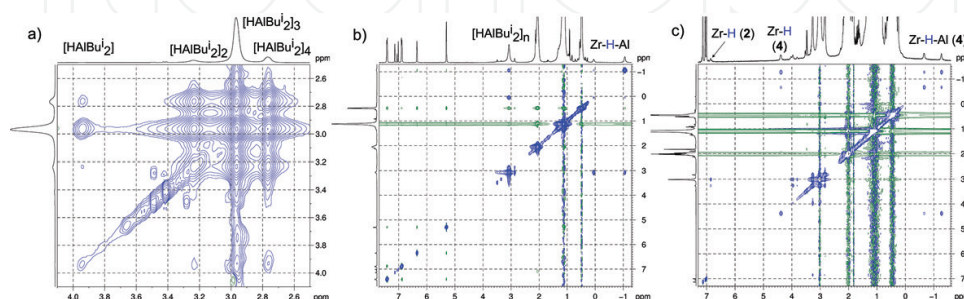 a)
[HAlBuⁱ₂]
[HAlBuⁱ₂]₂
[HAlBuⁱ₂]₃
[HAlBuⁱ₂]₄
ppm
2.6
2.8
3.0
3.2
3.4
3.6
3.8
4.0
4.0 3.8 3.6 3.4 3.2 3.0 2.8 2.6 ppm
b)
[HAlBuⁱ₂]n
Zr-H-Al
ppm
−1
0
1
2
3
4
5
6
7
7 6 5 4 3 2 1 0 ppm
c)
Zr-H (2)
Zr-H
(4)
Zr-H-Al (4)
ppm
−1
0
1
2
3
4
5
6
7
7 6 5 4 3 2 1 0 −1 ppm